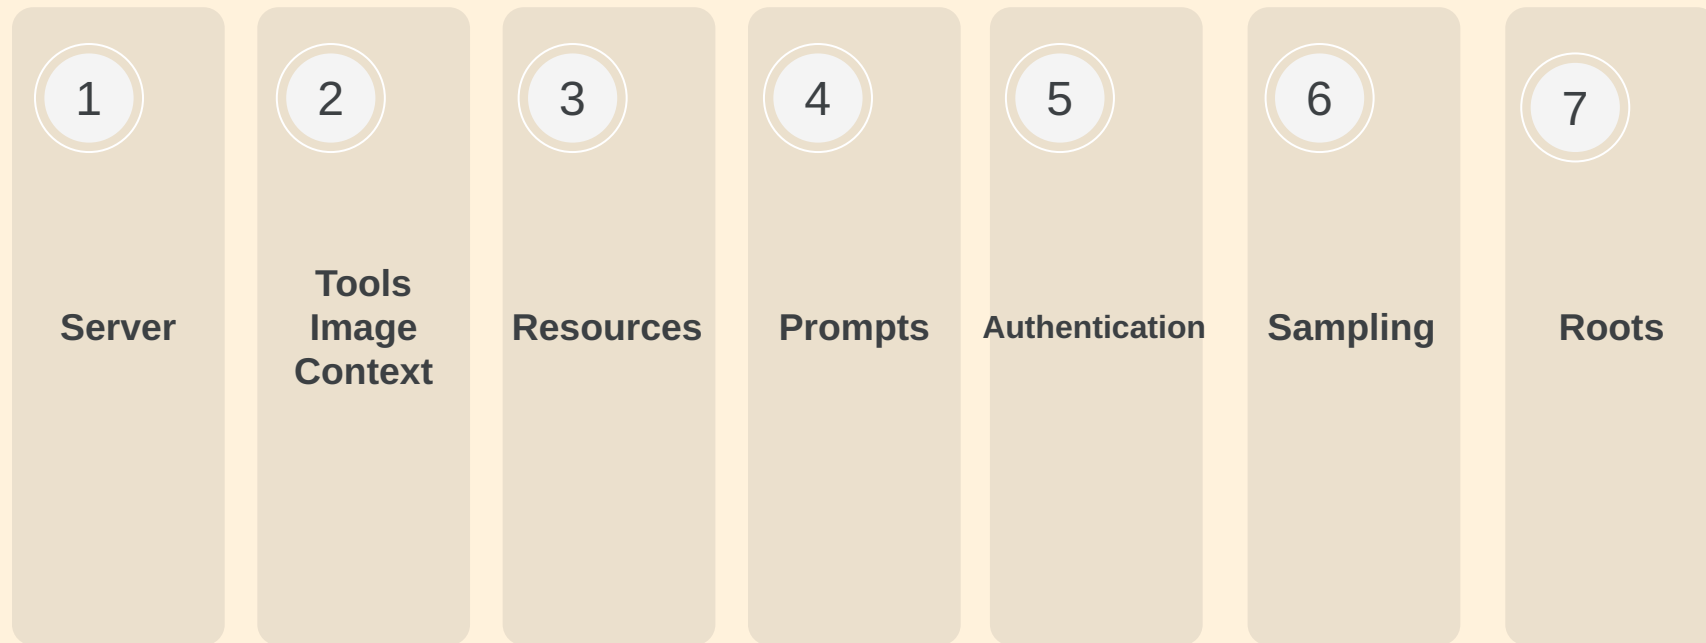 1
Server
2
Tools
Image
Context
3
Resources
4
Prompts
5
Authentication
6
Sampling
7
Roots